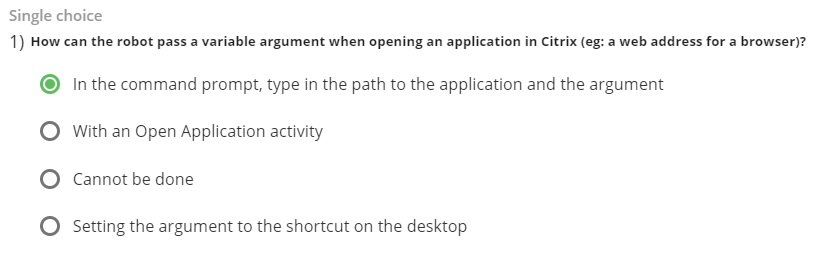 Single choice
1) How can the robot pass a variable argument when opening an application in Citrix (eg: a web address for a browser)?
In the command prompt, type in the path to the application and the argument
With an Open Application activity
Cannot be done
Setting the argument to the shortcut on the desktop